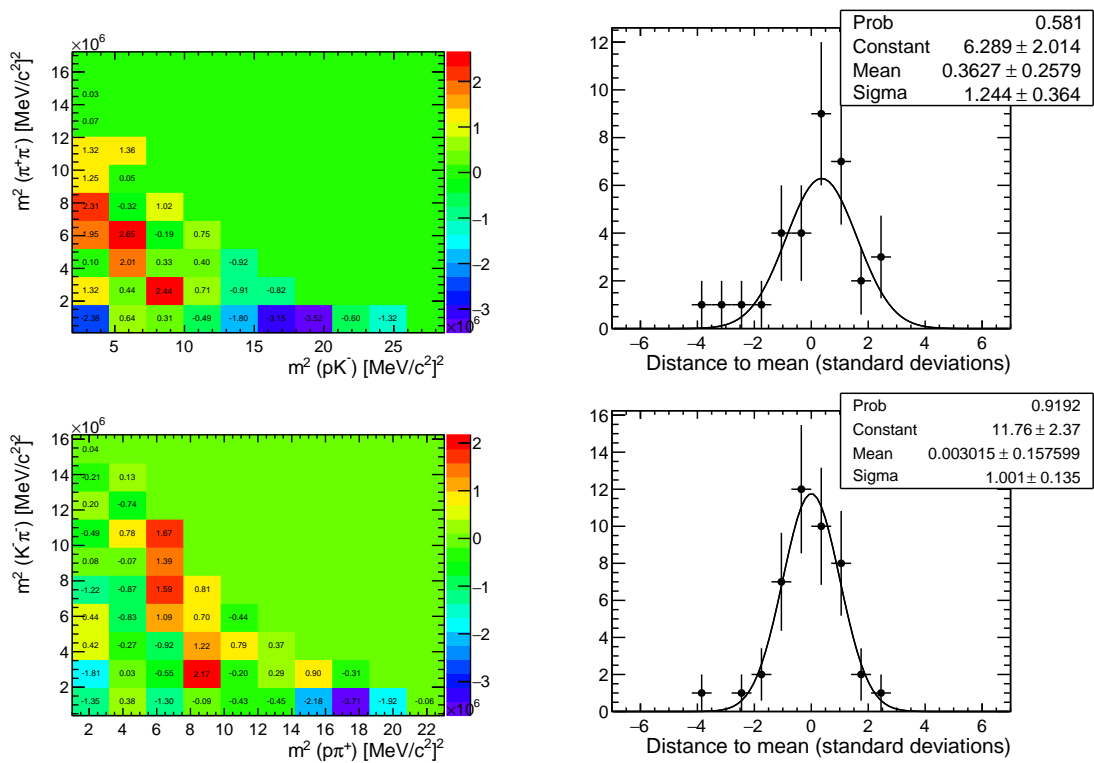 ×10⁶
16
14
12
10
8
6
4
2
m² (π⁺π⁻) [MeV/c²]²
0.03
0.07
1.32 1.36
1.25 0.05
2.31 -0.32 1.02
1.95 2.65 -0.19 0.75
0.10 2.01 0.33 0.40 -0.92
1.32 0.44 2.44 0.71 -0.91 -0.82
-2.38 0.64 0.31 -0.49 -1.80 -3.15 -3.52 -0.60 -1.32
5 10 15 20 25
×10⁶
m² (pK⁻) [MeV/c²]²
2
1
0
−1
−2
−3
Prob 0.581
Constant 6.289 ± 2.014
Mean 0.3627 ± 0.2579
Sigma 1.244 ± 0.364
12
10
8
6
4
2
0
−6 −4 −2 0 2 4 6
Distance to mean (standard deviations)
×10⁶
16
14
12
10
8
6
4
2
m² (K⁻π⁻) [MeV/c²]²
0.04
-0.21 0.13
0.20 -0.74
-0.49 0.78 1.67
0.08 -0.07 1.39
-1.22 -0.87 1.59 0.81
0.44 -0.83 1.09 0.70 -0.44
0.42 -0.27 -0.92 1.22 0.79 0.37
-1.81 0.03 -0.55 2.17 -0.20 0.29 0.90 -0.31
-1.35 0.38 -1.30 -0.09 -0.43 -0.45 -2.18 -3.71 -1.92 -0.06
2 4 6 8 10 12 14 16 18 20 22
×10⁶
m² (pπ⁺) [MeV/c²]²
2
1
0
−1
−2
−3
Prob 0.9192
Constant 11.76 ± 2.37
Mean 0.003015 ± 0.157599
Sigma 1.001 ± 0.135
16
14
12
10
8
6
4
2
0
−6 −4 −2 0 2 4 6
Distance to mean (standard deviations)